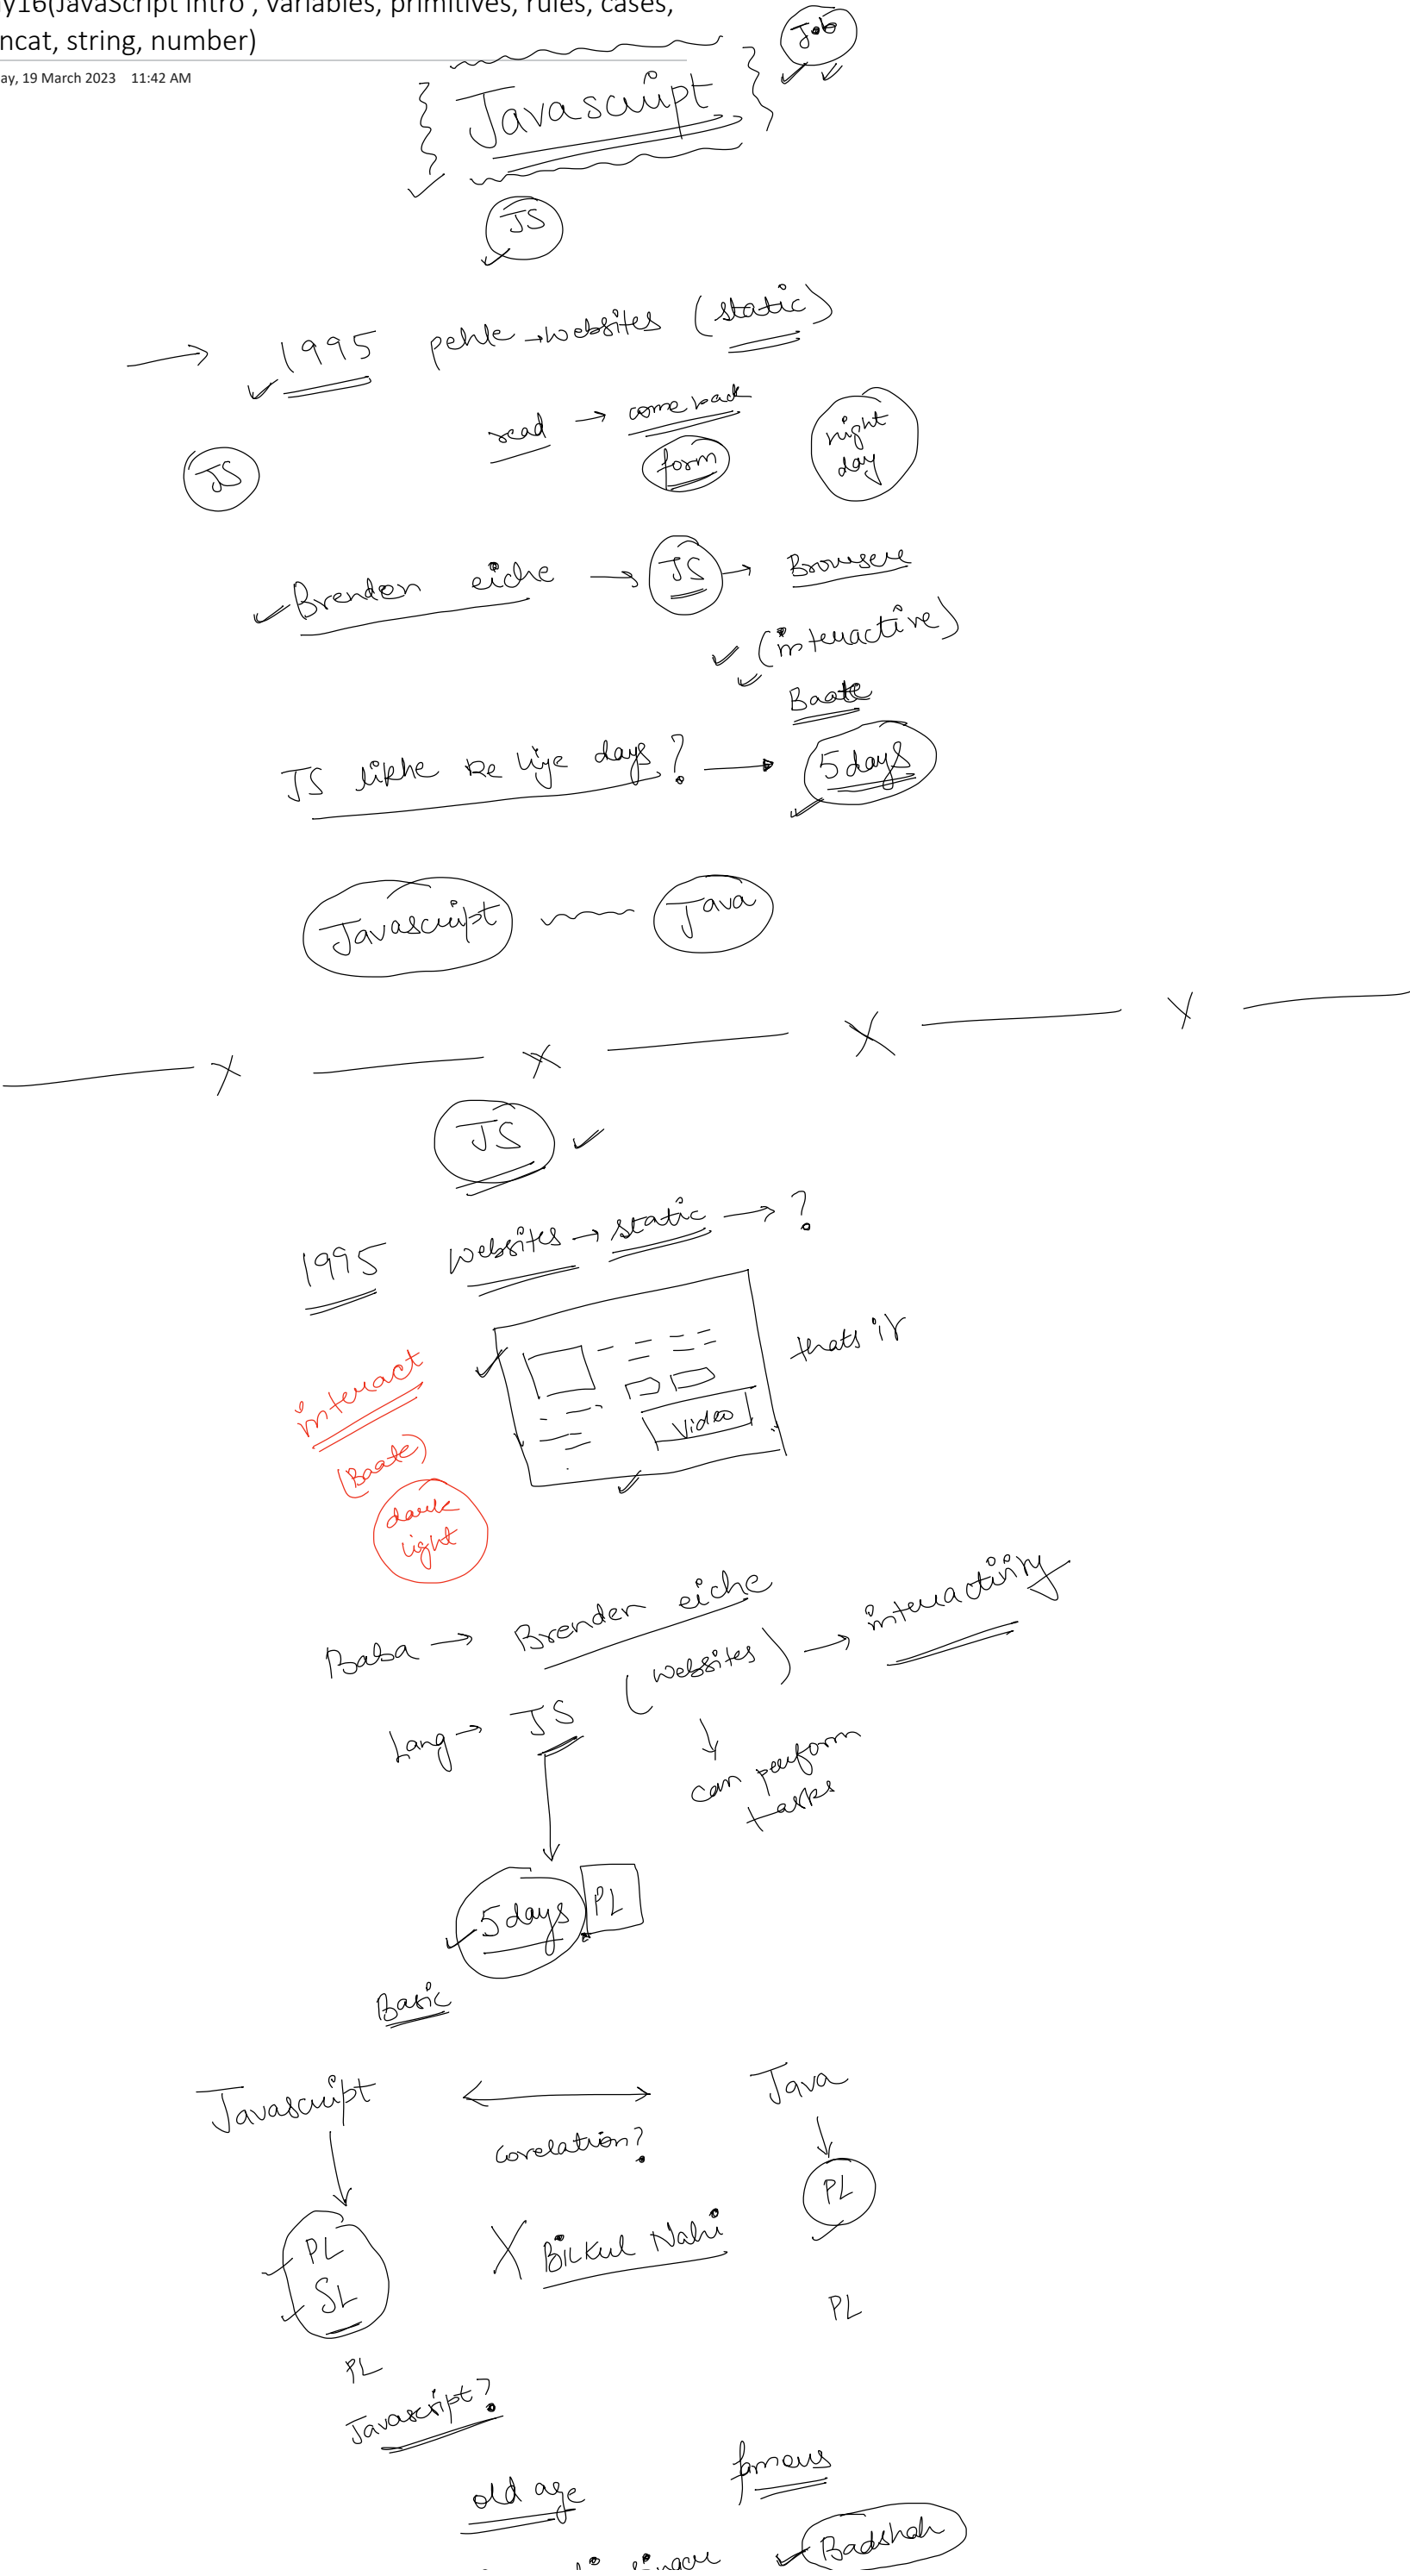 y16(JavaScript intro , variables, primitives, rules, cases,
ncat, string, number)
ay, 19 March 2023 11:42 AM
Job
Javascript
JS
1995 pehle → websites (static)
read → come back
form
night
day
JS
Brenden eiche → JS → Browsere
(interactive)
Baate
JS likhe ke liye days? → 5 days
Javascript Java
X X X X
JS
1995 websites → static → ?
thats it
interact
Video
(Baate)
dark
light
Baba → Brenden eiche
(websites) → interactivity
Lang → JS
can perform
tasks
5 days PL
Basic
Javascript Java
corelation?
PL
PL
SL
X Bilkul Nahi
PL
PL
Javascript?
famous
old age
Badshah